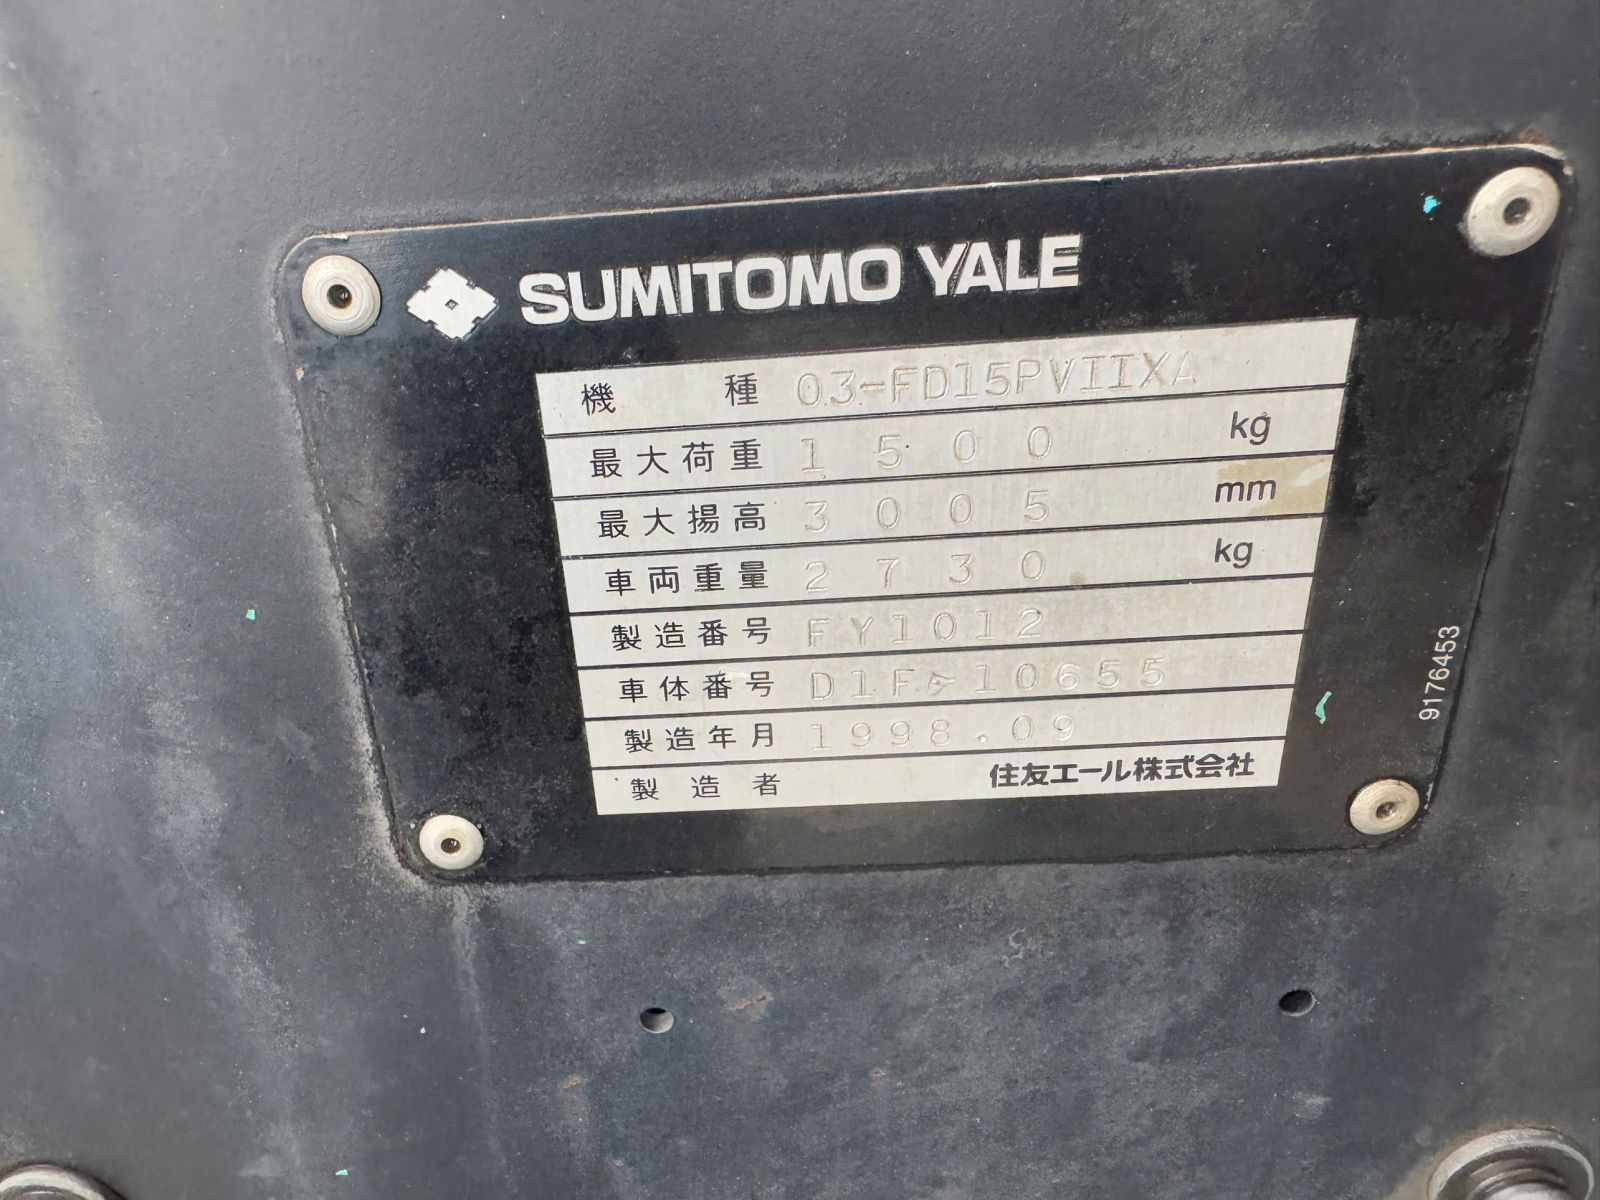 SUMITOMO YALE
機種 03-FD15PVIIXA
最大荷重 1500 kg
最大揚高 3005 mm
車両重量 2730 kg
製造番号 FY1012
車体番号 D1F-10655
製造年月 1998.09
製造者 住友エール株式会社
9176453